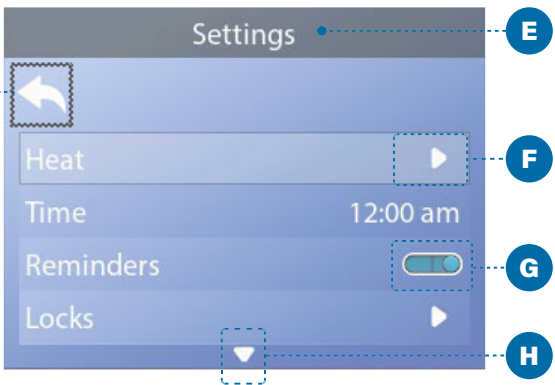 Settings
E
Heat
F
Time 12:00 am
Reminders
G
Locks
H